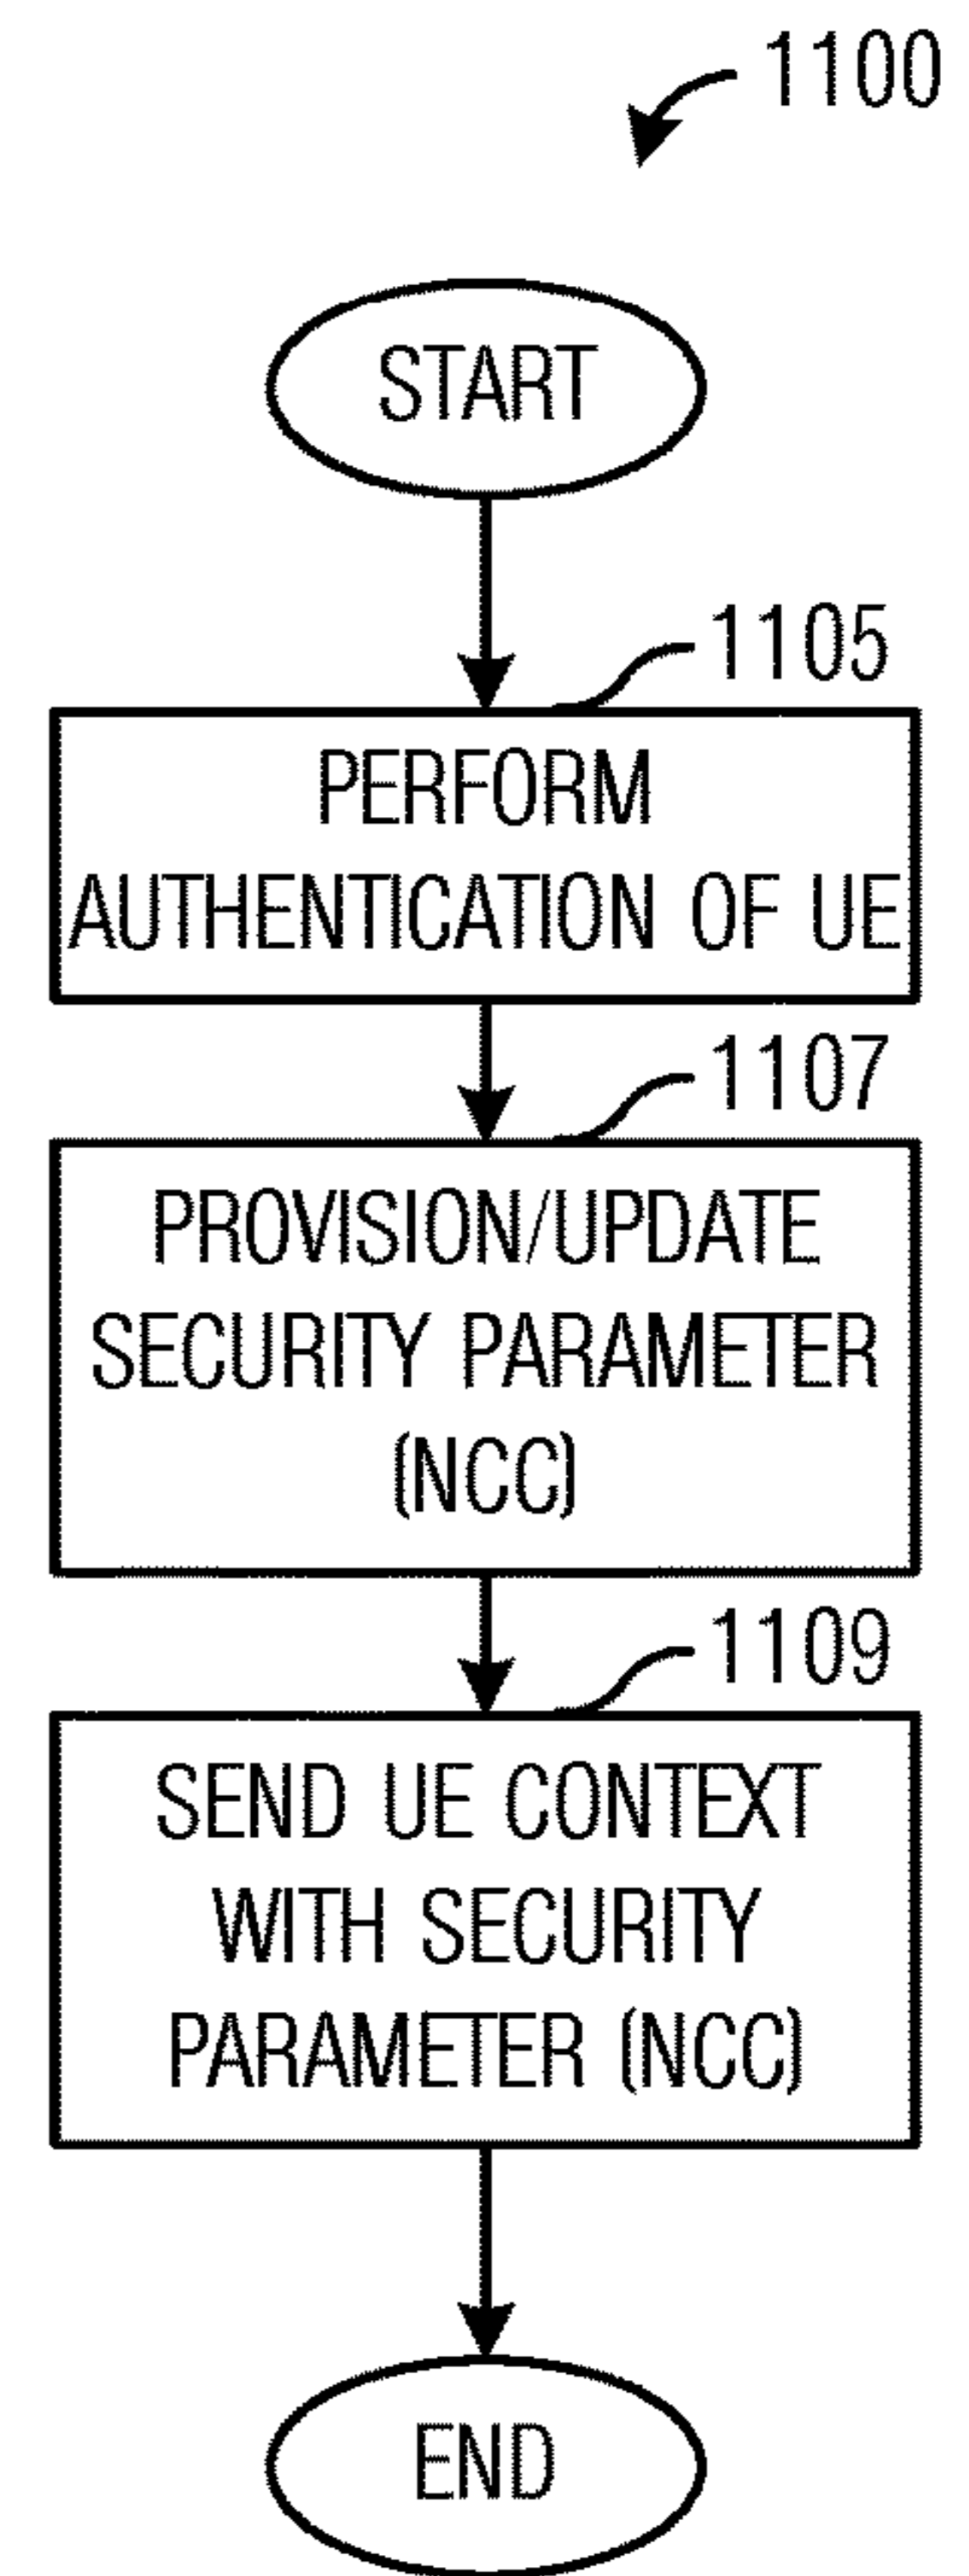 1100
START
1105
PERFORM
AUTHENTICATION OF UE
1107
PROVISION/UPDATE
SECURITY PARAMETER
(NCC)
1109
SEND UE CONTEXT
WITH SECURITY
PARAMETER (NCC)
END